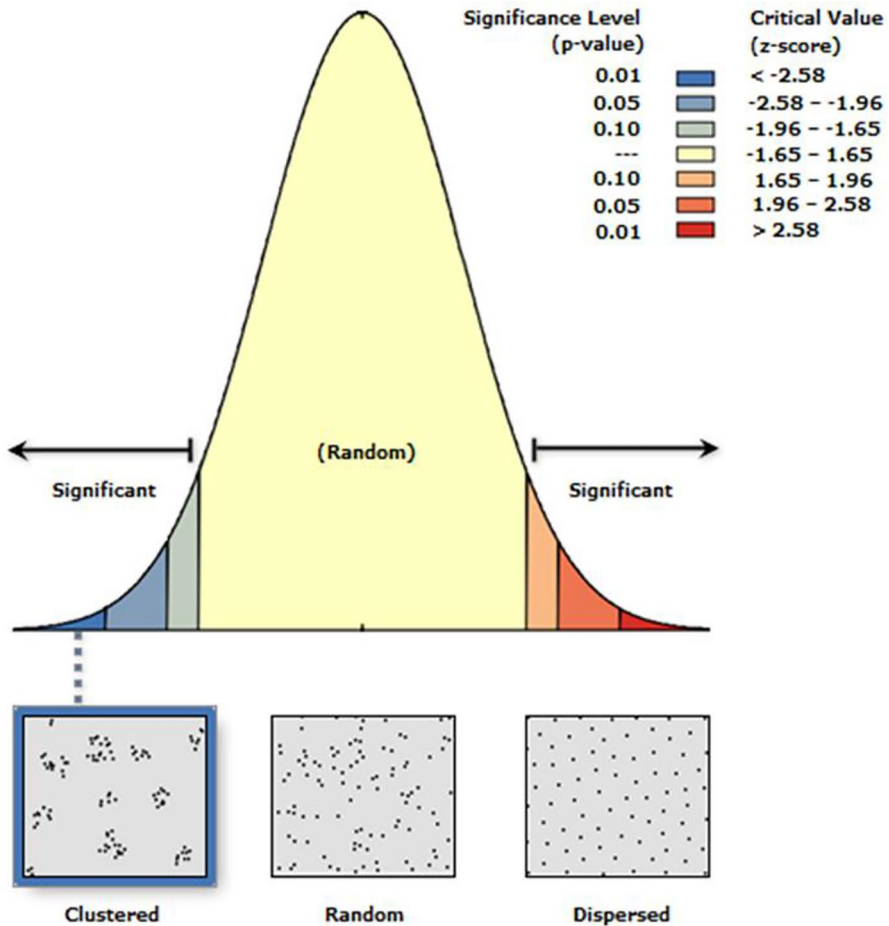 Significance Level Critical Value
(p-value) (z-score)
0.01 < -2.58
0.05 -2.58 – -1.96
0.10 -1.96 – -1.65
--- -1.65 – 1.65
0.10 1.65 – 1.96
0.05 1.96 – 2.58
0.01 > 2.58
(Random)
Significant Significant
Clustered Random Dispersed